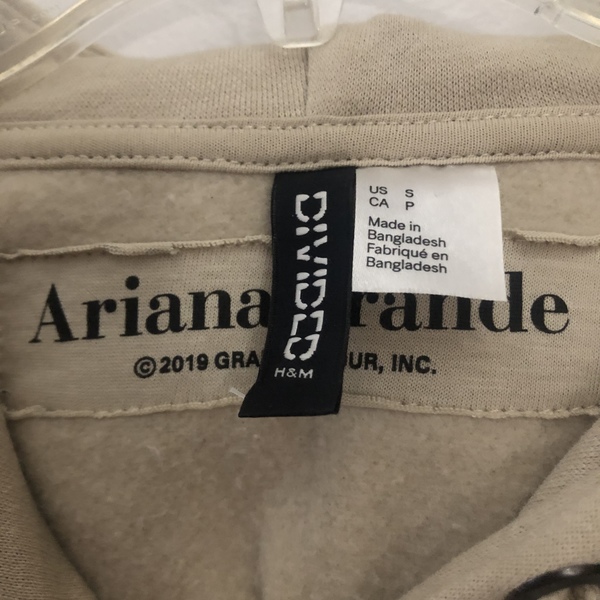 US S
CA P
Made in
Bangladesh
Fabriqué en
Bangladesh
DIVIDED
H&M
Ariana rande
©2019 GRA UR, INC.